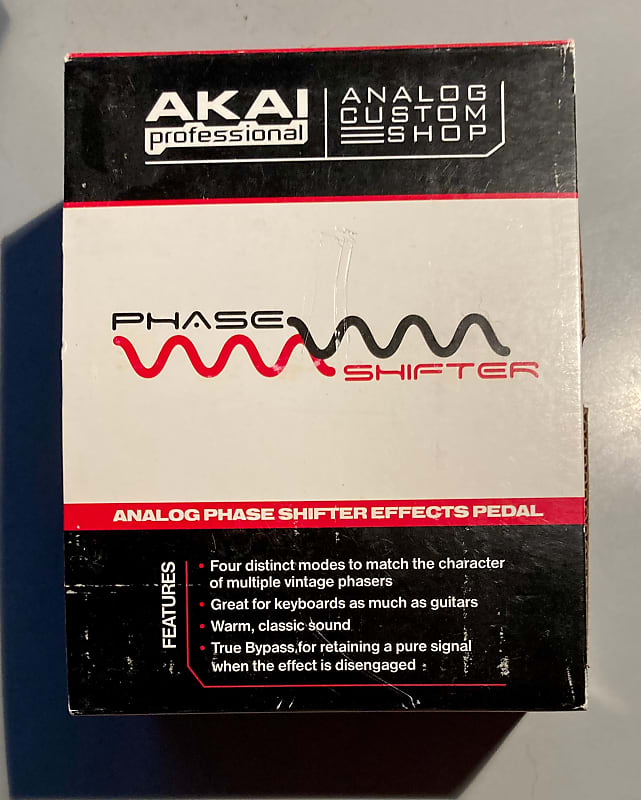 AKAI
professional
ANALOG
CUSTOM
SHOP
PHASE
SHIFTER
ANALOG PHASE SHIFTER EFFECTS PEDAL
FEATURES
• Four distinct modes to match the character
of multiple vintage phasers
• Great for keyboards as much as guitars
• Warm, classic sound
• True Bypass,for retaining a pure signal
when the effect is disengaged